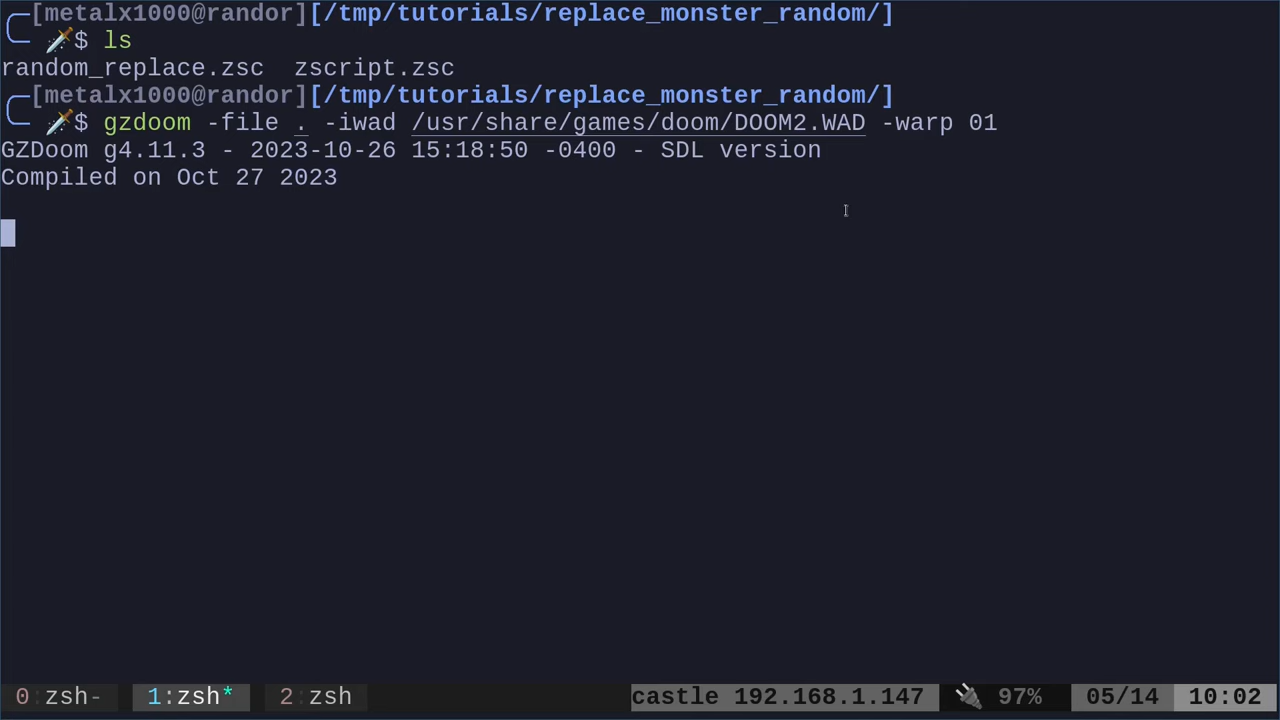 [metalx1000@randor][/tmp/tutorials/replace_monster_random/]
$ ls
random_replace.zsc  zscript.zsc
[metalx1000@randor][/tmp/tutorials/replace_monster_random/]
$ gzdoom -file . -iwad /usr/share/games/doom/DOOM2.WAD -warp 01
GZDoom g4.11.3 - 2023-10-26 15:18:50 -0400 - SDL version
Compiled on Oct 27 2023
0:zsh-  1:zsh*  2:zsh  castle 192.168.1.147  97%  05/14  10:02